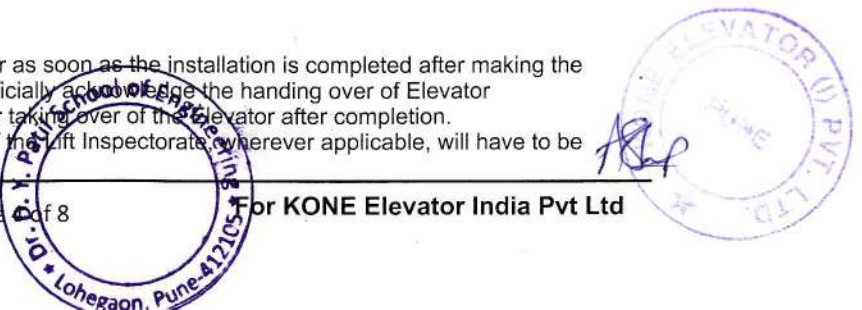 r as soon as the installation is completed after making the
icially acknowledge the handing over of Elevator
r taking over of the Elevator after completion.
f the Lift Inspectorate, wherever applicable, will have to be
of 8
For KONE Elevator India Pvt Ltd
Dr. D. Y. Patil School of Engineering
* Lohegaon, Pune-412105 *
KONE ELEVATOR (I) PVT. LTD.